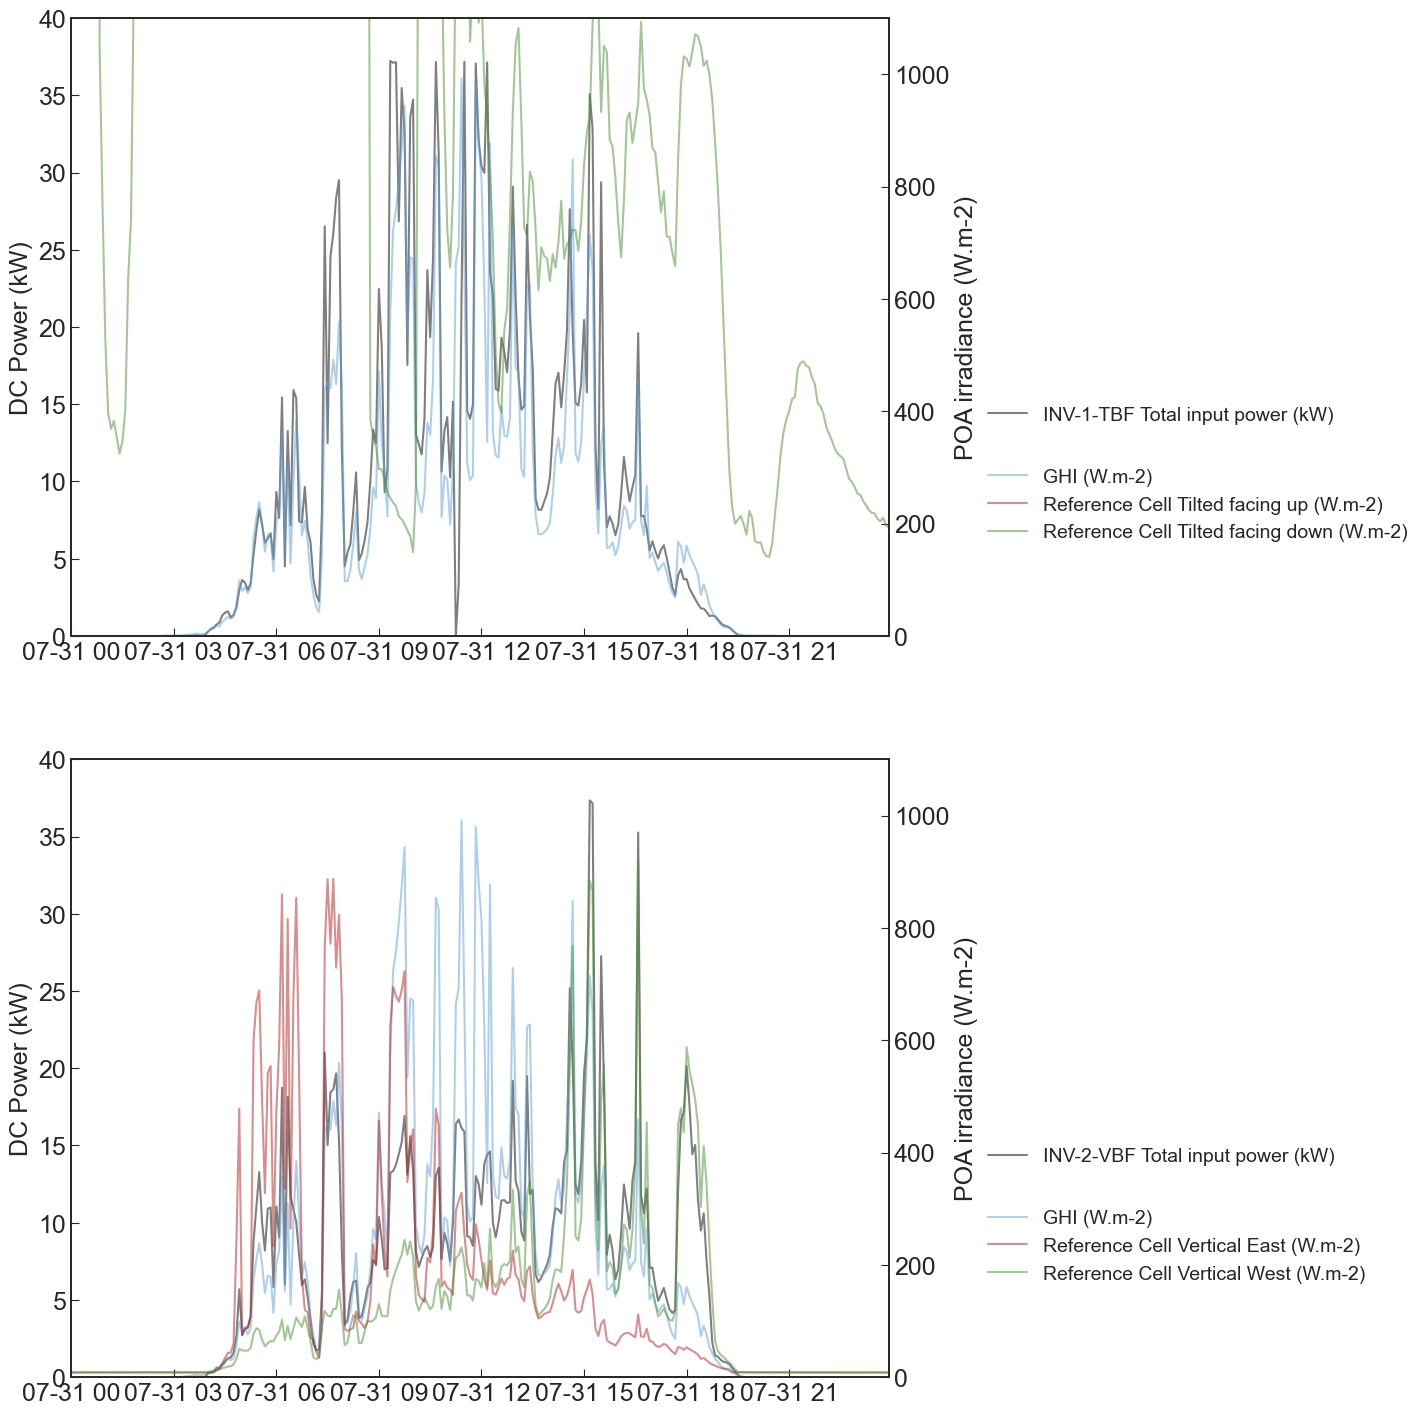 40
35
30
25
20
15
10
5
0
DC Power (kW)
1000
800
600
400
200
0
POA irradiance (W.m-2)
07-31 00 07-31 03 07-31 06 07-31 09 07-31 12 07-31 15 07-31 18 07-31 21
INV-1-TBF Total input power (kW)
GHI (W.m-2)
Reference Cell Tilted facing up (W.m-2)
Reference Cell Tilted facing down (W.m-2)
40
35
30
25
20
15
10
5
0
DC Power (kW)
1000
800
600
400
200
0
POA irradiance (W.m-2)
07-31 00 07-31 03 07-31 06 07-31 09 07-31 12 07-31 15 07-31 18 07-31 21
INV-2-VBF Total input power (kW)
GHI (W.m-2)
Reference Cell Vertical East (W.m-2)
Reference Cell Vertical West (W.m-2)